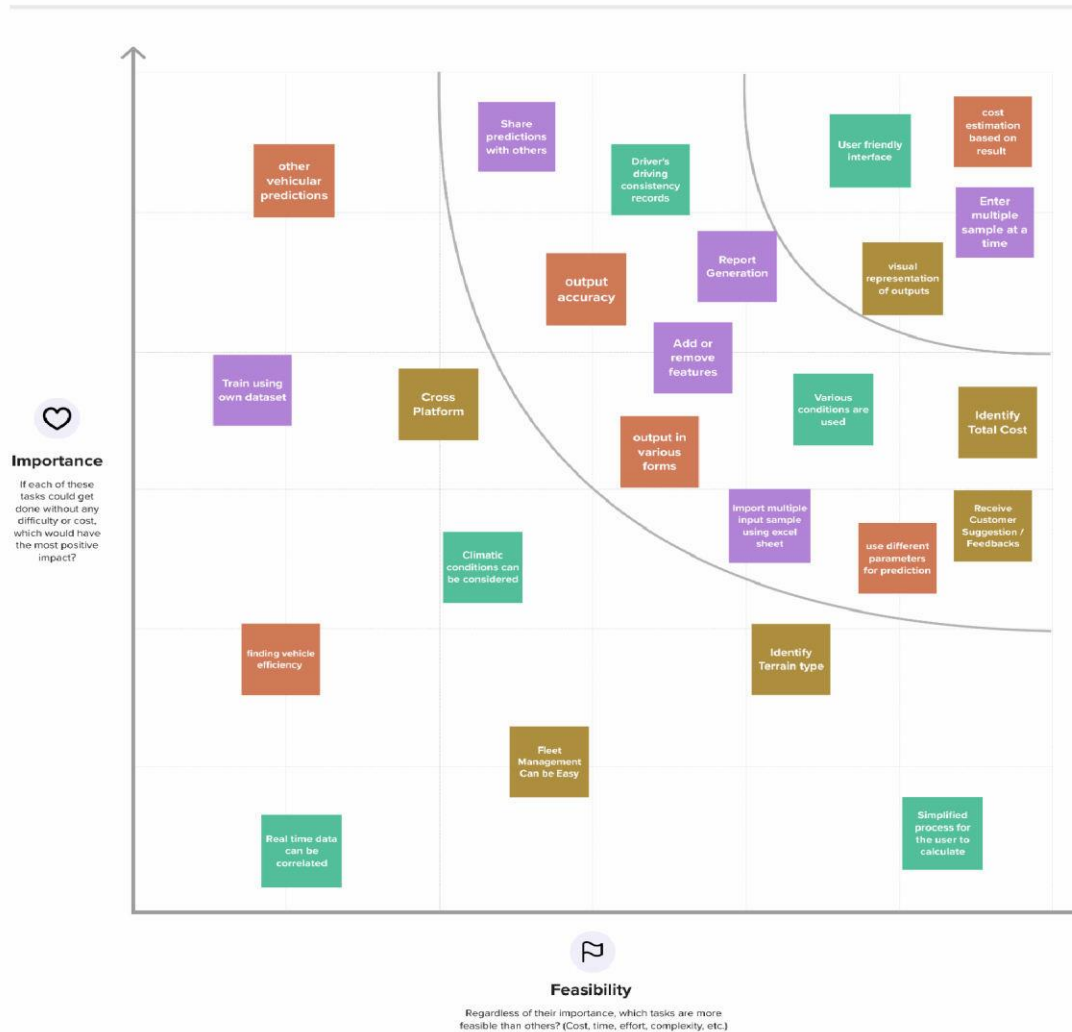 Share
predictions
with others
cost
estimation
based on
result
User friendly
interface
other
vehicular
predictions
Driver's
driving
consistency
records
Enter
multiple
sample at a
time
Report
Generation
visual
representation
of outputs
output
accuracy
Add or
remove
features
Train using
own dataset
Cross
Platform
Various
conditions are
used
Identify
Total Cost
output in
various
forms
Importance
If each of these
tasks could get
done without any
difficulty or cost,
which would have
the most positive
impact?
Import multiple
input sample
using excel
sheet
Receive
Customer
Suggestion /
Feedbacks
use different
parameters
for prediction
Climatic
conditions can
be considered
finding vehicle
efficiency
Identify
Terrain type
Fleet
Management
Can be Easy
Real time data
can be
correlated
Simplified
process for
the user to
calculate
Feasibility
Regardless of their importance, which tasks are more
feasible than others? (Cost, time, effort, complexity, etc.)